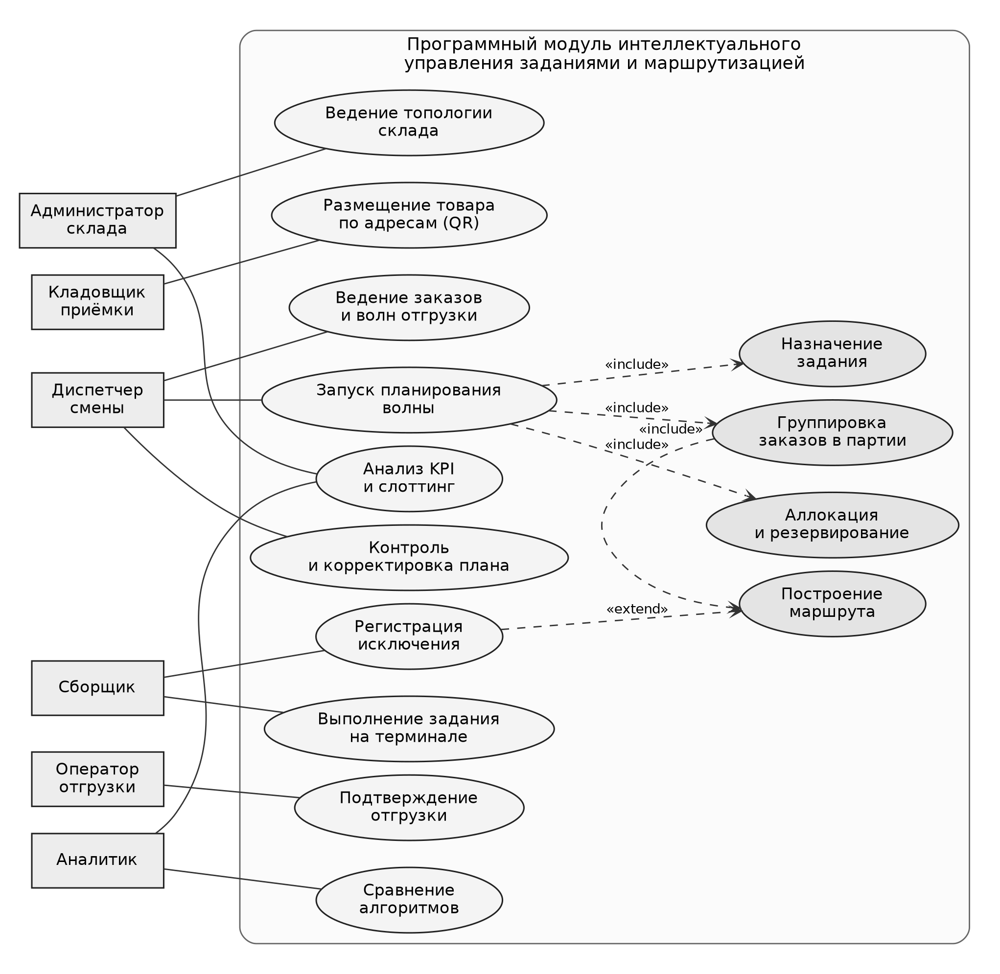 Программный модуль интеллектуального
управления заданиями и маршрутизацией
Ведение топологии
склада
Администратор
склада
Размещение товара
по адресам (QR)
Кладовщик
приёмки
Ведение заказов
и волн отгрузки
Диспетчер
смены
Запуск планирования
волны
«include»
Назначение
задания
«include»
Группировка
заказов в партии
«include»
«include»
Анализ KPI
и слоттинг
Аллокация
и резервирование
Контроль
и корректировка плана
Построение
маршрута
«extend»
Регистрация
исключения
Сборщик
Выполнение задания
на терминале
Оператор
отгрузки
Подтверждение
отгрузки
Аналитик
Сравнение
алгоритмов